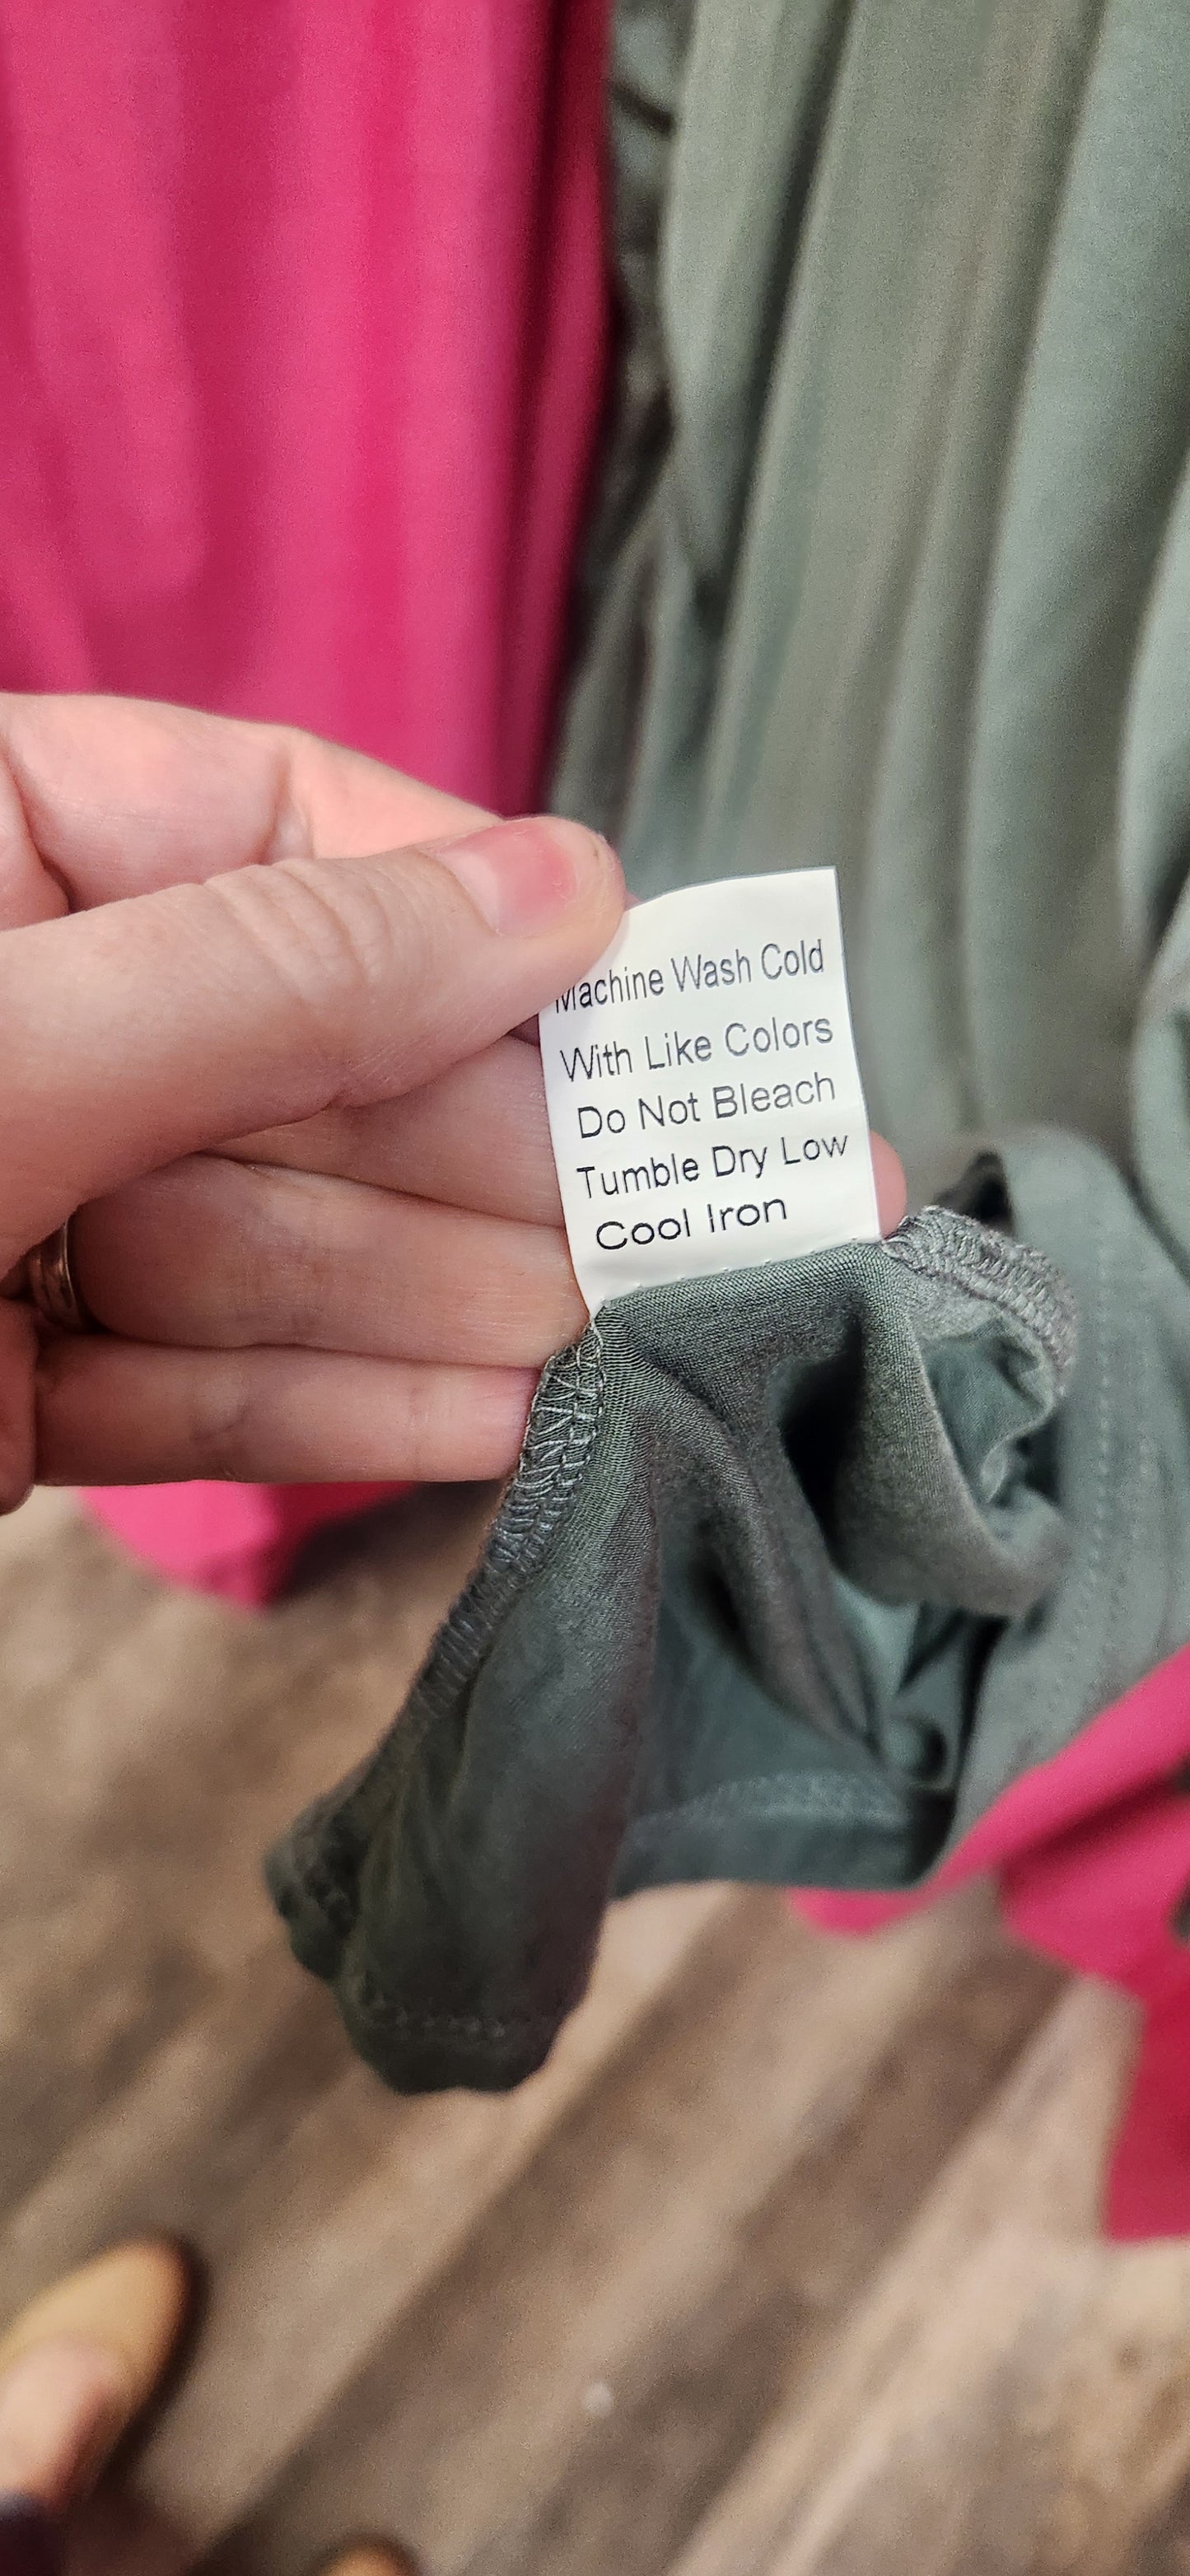 Machine Wash Cold
With Like Colors
Do Not Bleach
Tumble Dry Low
Cool Iron